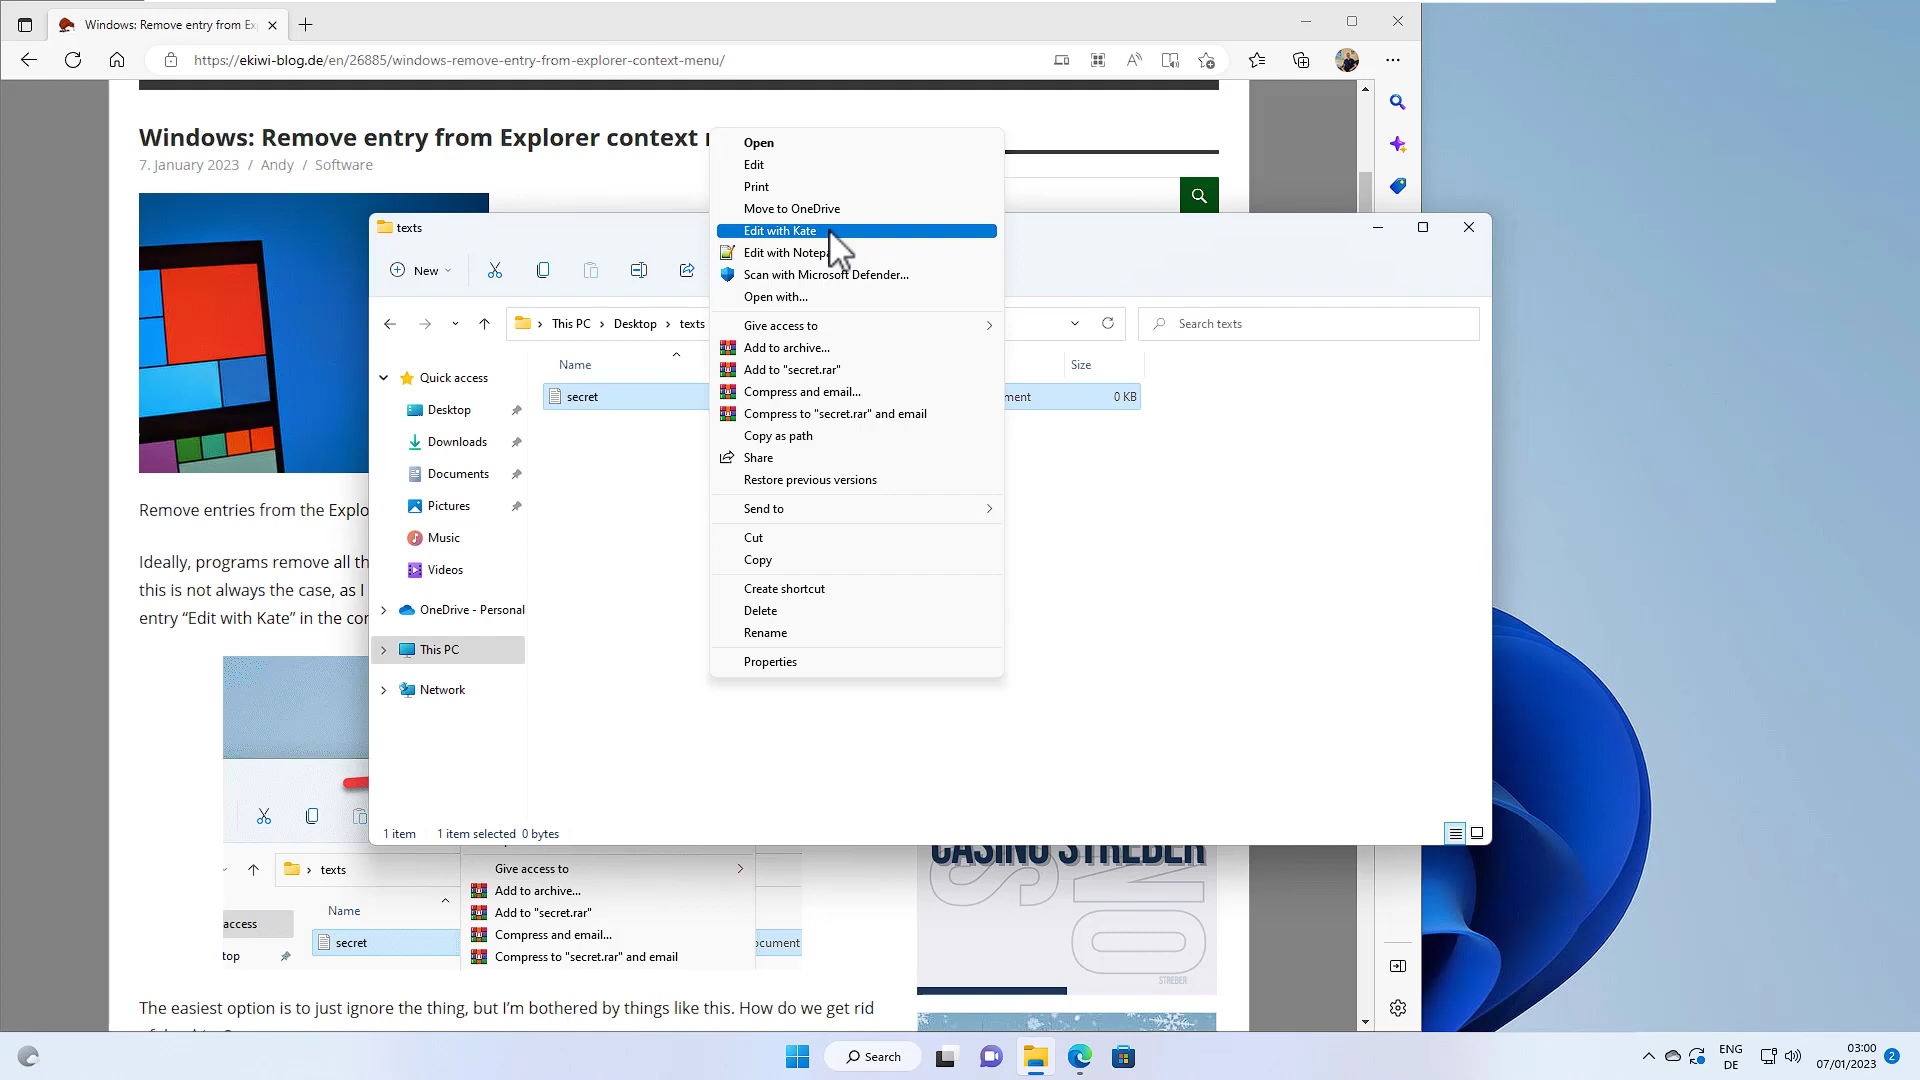 Windows: Remove entry from Ex
https://ekiwi-blog.de/en/26885/windows-remove-entry-from-explorer-context-menu/
Windows: Remove entry from Explorer context
7. January 2023 / Andy / Software
Remove entries from the Explo
Ideally, programs remove all th
this is not always the case, as I
entry “Edit with Kate” in the co
texts
New
This PC
Desktop
texts
Search texts
Name
Size
secret
ment
0 KB
Quick access
Desktop
Downloads
Documents
Pictures
Music
Videos
OneDrive - Personal
This PC
Network
1 item
1 item selected 0 bytes
Open
Edit
Print
Move to OneDrive
Edit with Kate
Edit with Notepa
Scan with Microsoft Defender...
Open with...
Give access to
Add to archive...
Add to "secret.rar"
Compress and email...
Compress to "secret.rar" and email
Copy as path
Share
Restore previous versions
Send to
Cut
Copy
Create shortcut
Delete
Rename
Properties
texts
Name
access
secret
top
Give access to
Add to archive...
Add to "secret.rar"
Compress and email...
Compress to "secret.rar" and email
ocument
CASINO STREBER
STREBER
The easiest option is to just ignore the thing, but I’m bothered by things like this. How do we get rid
Search
ENG
DE
03:00
07/01/2023
2